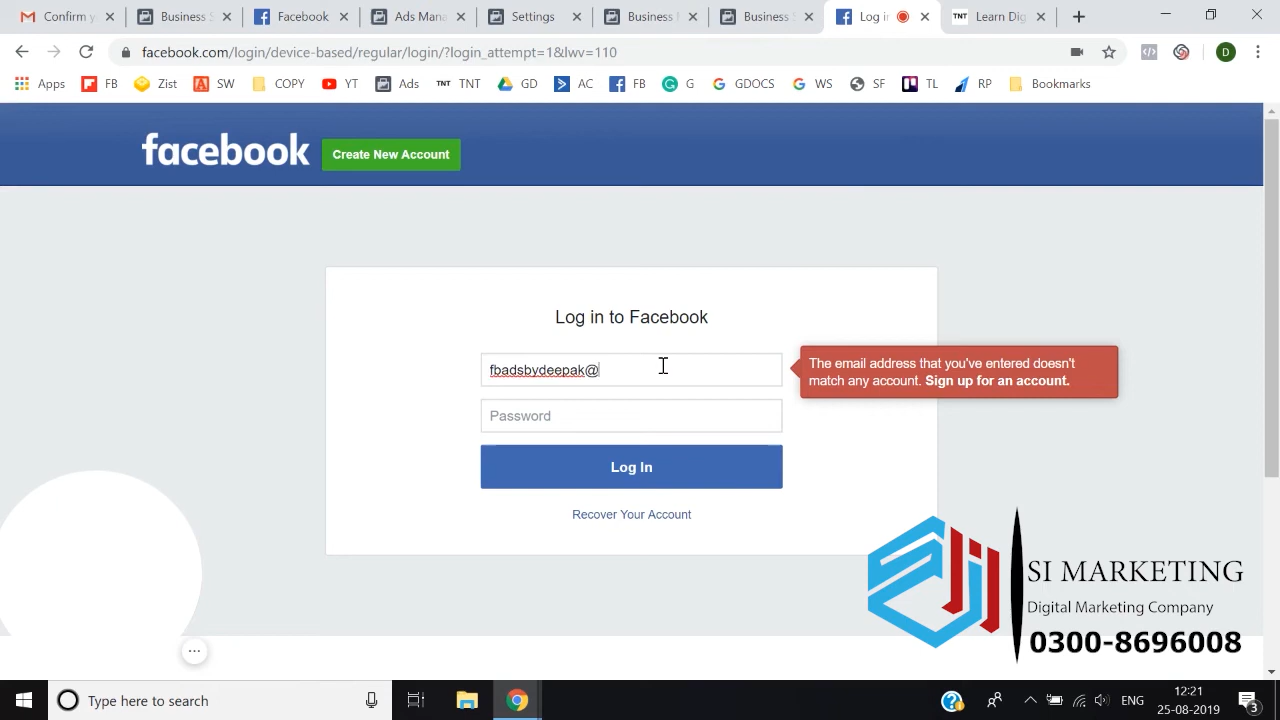 Confirm y
Business S
Facebook
Ads Mana
Settings
Business M
Business S
Log in
TNT Learn Dig
facebook.com/login/device-based/regular/login/?login_attempt=1&lwv=110
D
Apps FB Zist SW COPY YT Ads TNT TNT GD AC FB G GDOCS WS SF TL RP Bookmarks
facebook
Create New Account
Log in to Facebook
fbadsbydeepak@
The email address that you've entered doesn't
match any account. Sign up for an account.
Password
Log In
Recover Your Account
SI MARKETING
Digital Marketing Company
0300-8696008
Type here to search
ENG
12:21
25-08-2019
3